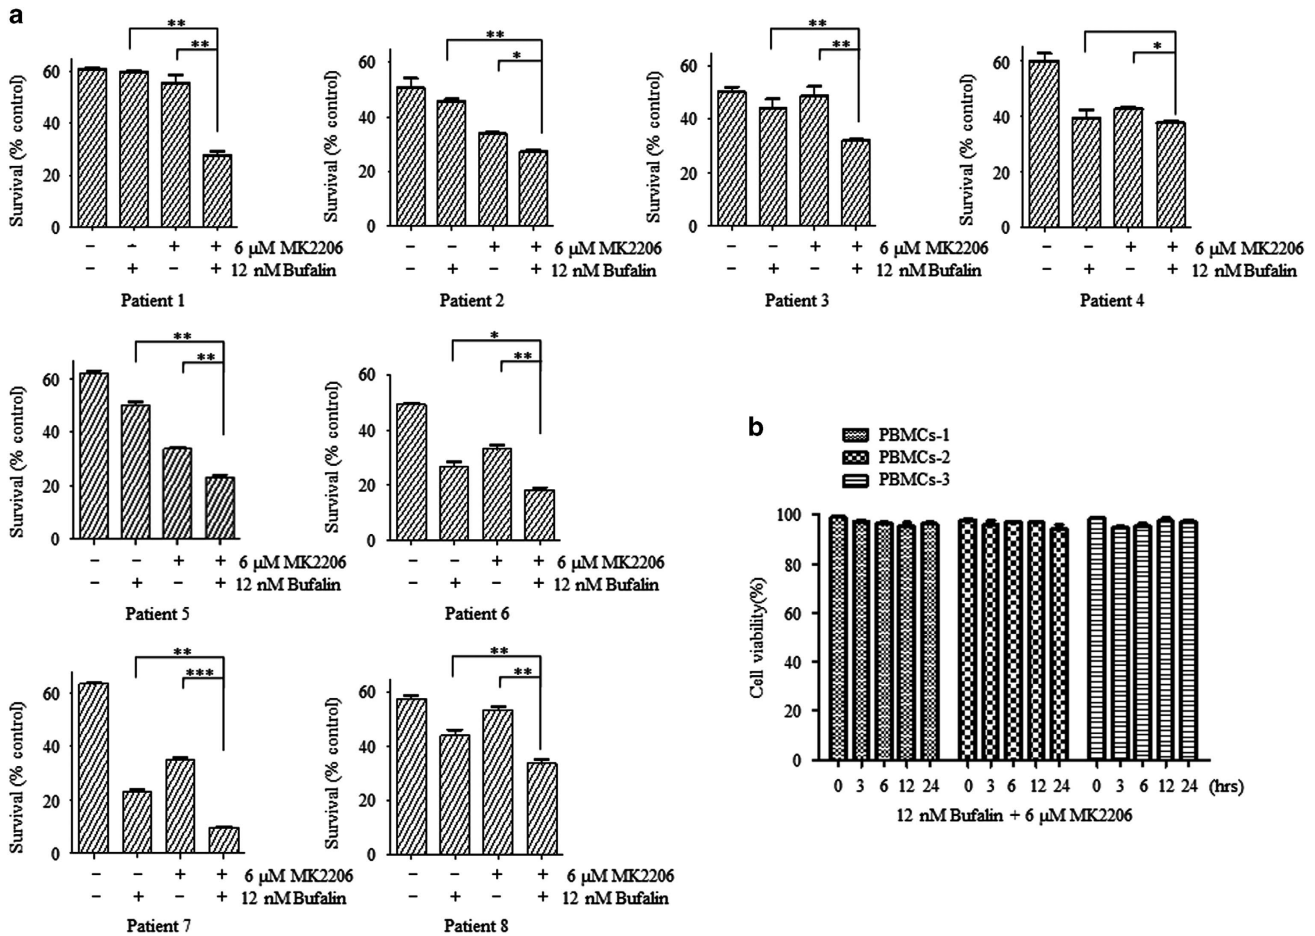 a
**
**
Survival (% control)
60
40
20
0
– - + + 6 μM MK2206
– + – + 12 nM Bufalin
Patient 1
**
*
Survival (% control)
60
40
20
0
– – + + 6 μM MK2206
– + – + 12 nM Bufalin
Patient 2
**
**
Survival (% control)
60
40
20
0
– – + + 6 μM MK2206
– + – + 12 nM Bufalin
Patient 3
*
Survival (% control)
60
40
20
0
– – + + 6 μM MK2206
– + – + 12 nM Bufalin
Patient 4
**
**
Survival (% control)
60
40
20
0
– – + + 6 μM MK2206
– + – + 12 nM Bufalin
Patient 5
*
**
Survival (% control)
60
40
20
0
– – + + 6 μM MK2206
– + – + 12 nM Bufalin
Patient 6
**
***
Survival (% control)
60
40
20
0
– – + + 6 μM MK2206
– + – + 12 nM Bufalin
Patient 7
**
**
Survival (% control)
60
40
20
0
– – + + 6 μM MK2206
– + – + 12 nM Bufalin
Patient 8
b
PBMCs-1
PBMCs-2
PBMCs-3
Cell viability(%)
100
80
60
40
20
0
0 3 6 12 24 0 3 6 12 24 0 3 6 12 24 (hrs)
12 nM Bufalin + 6 μM MK2206